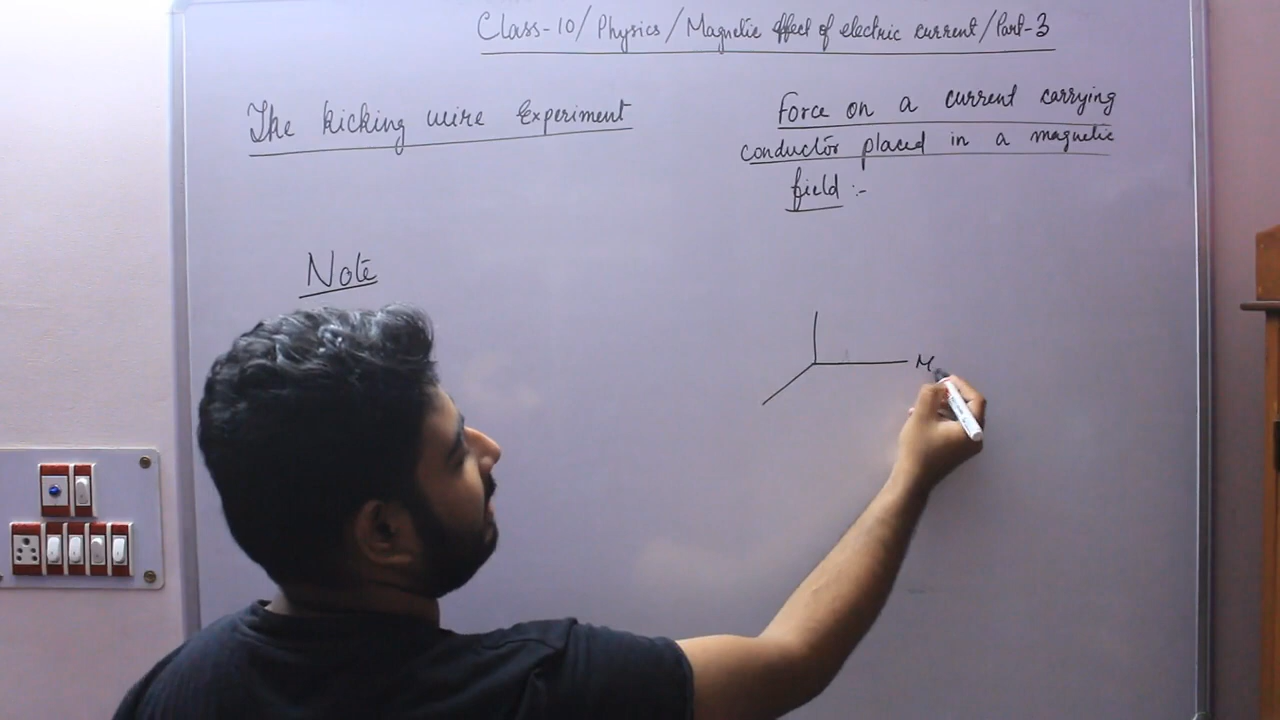 Class-10/Physics/Magnetic effect of electric current/Part-3
The kicking wire Experiment
Force on a current carrying
conductor placed in a magnetic
field :-
Note
M